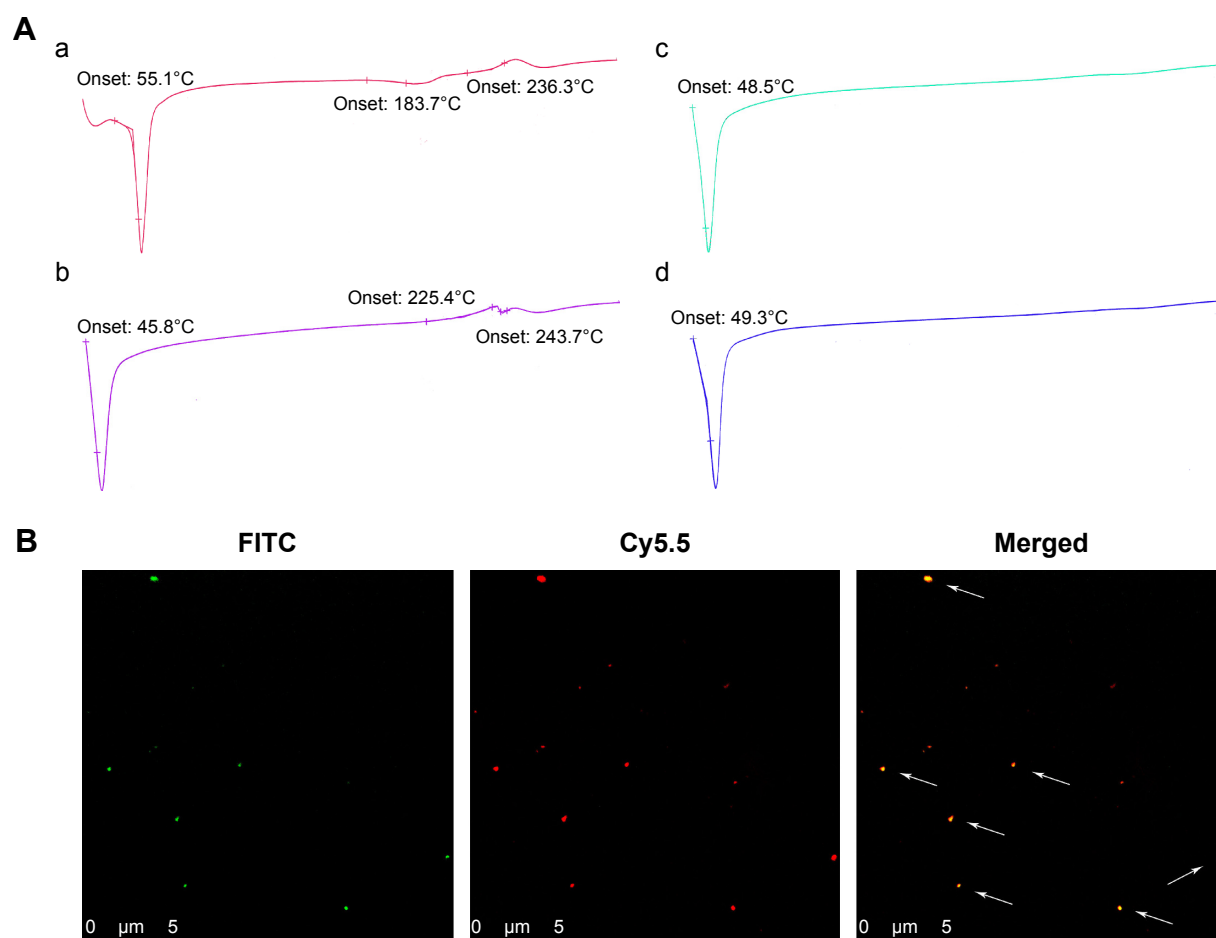 A
a
Onset: 55.1°C
Onset: 183.7°C
Onset: 236.3°C
c
Onset: 48.5°C
b
Onset: 45.8°C
Onset: 225.4°C
Onset: 243.7°C
d
Onset: 49.3°C
B
FITC Cy5.5 Merged
0 µm 5
0 µm 5
0 µm 5